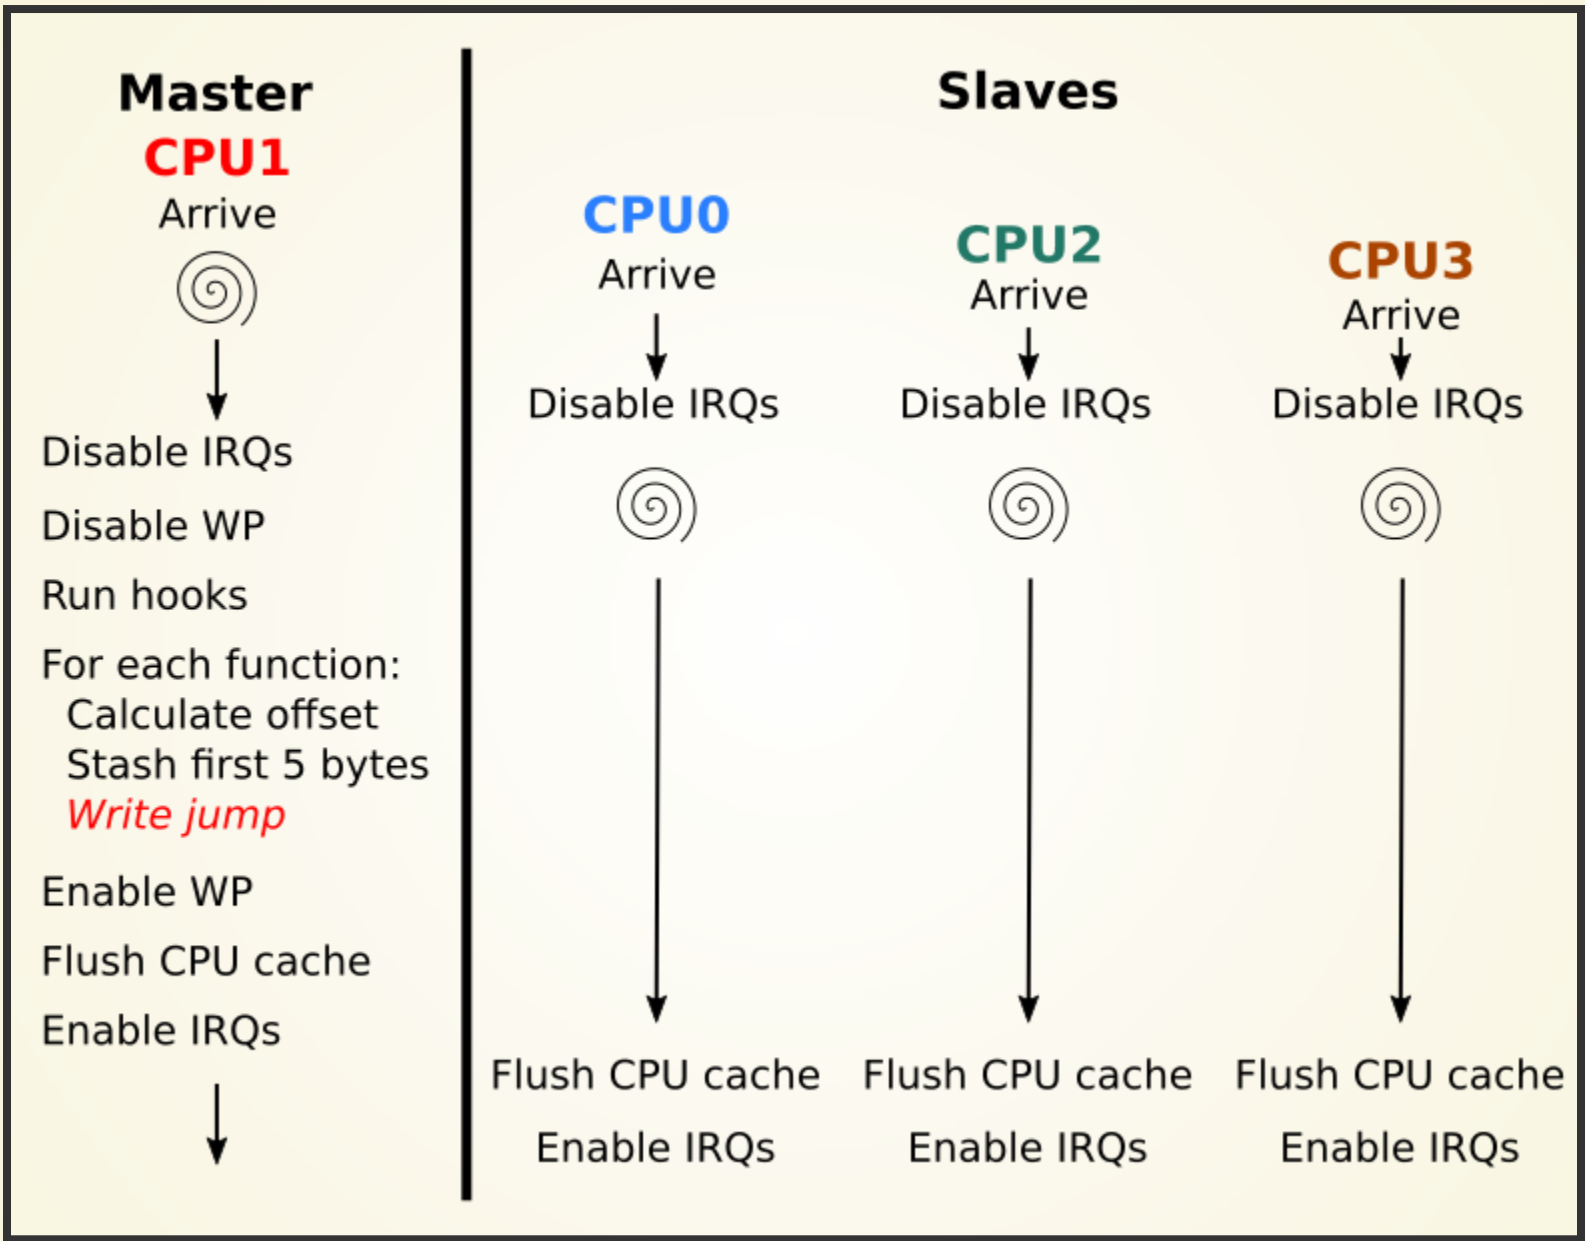 Master
CPU1
Arrive
Disable IRQs
Disable WP
Run hooks
For each function:
Calculate offset
Stash first 5 bytes
Write jump
Enable WP
Flush CPU cache
Enable IRQs
Slaves
CPU0
Arrive
Disable IRQs
Flush CPU cache
Enable IRQs
CPU2
Arrive
Disable IRQs
Flush CPU cache
Enable IRQs
CPU3
Arrive
Disable IRQs
Flush CPU cache
Enable IRQs